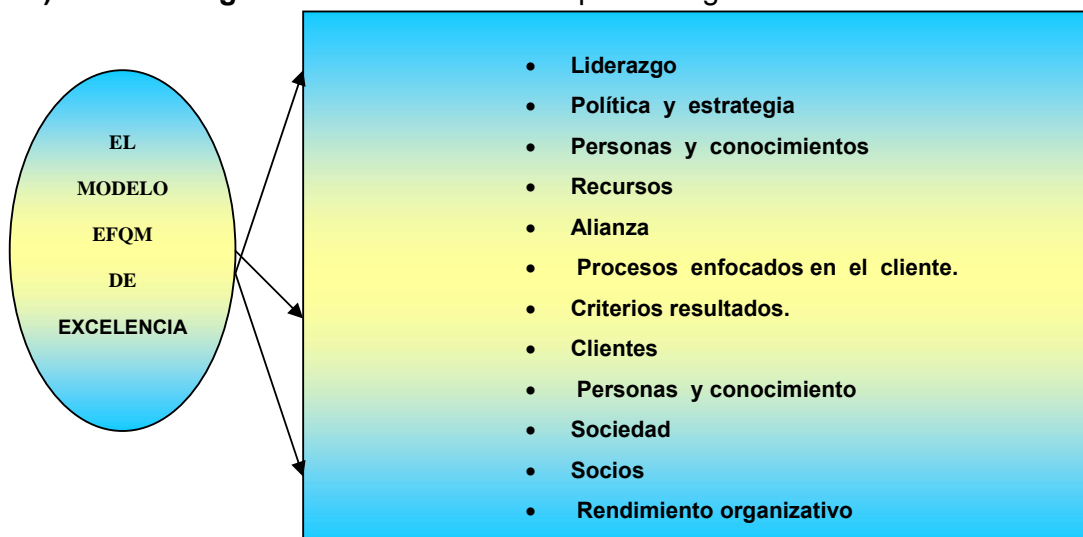 EL
MODELO
EFQM
DE
EXCELENCIA
• Liderazgo
• Política y estrategia
• Personas y conocimientos
• Recursos
• Alianza
• Procesos enfocados en el cliente.
• Criterios resultados.
• Clientes
• Personas y conocimiento
• Sociedad
• Socios
• Rendimiento organizativo